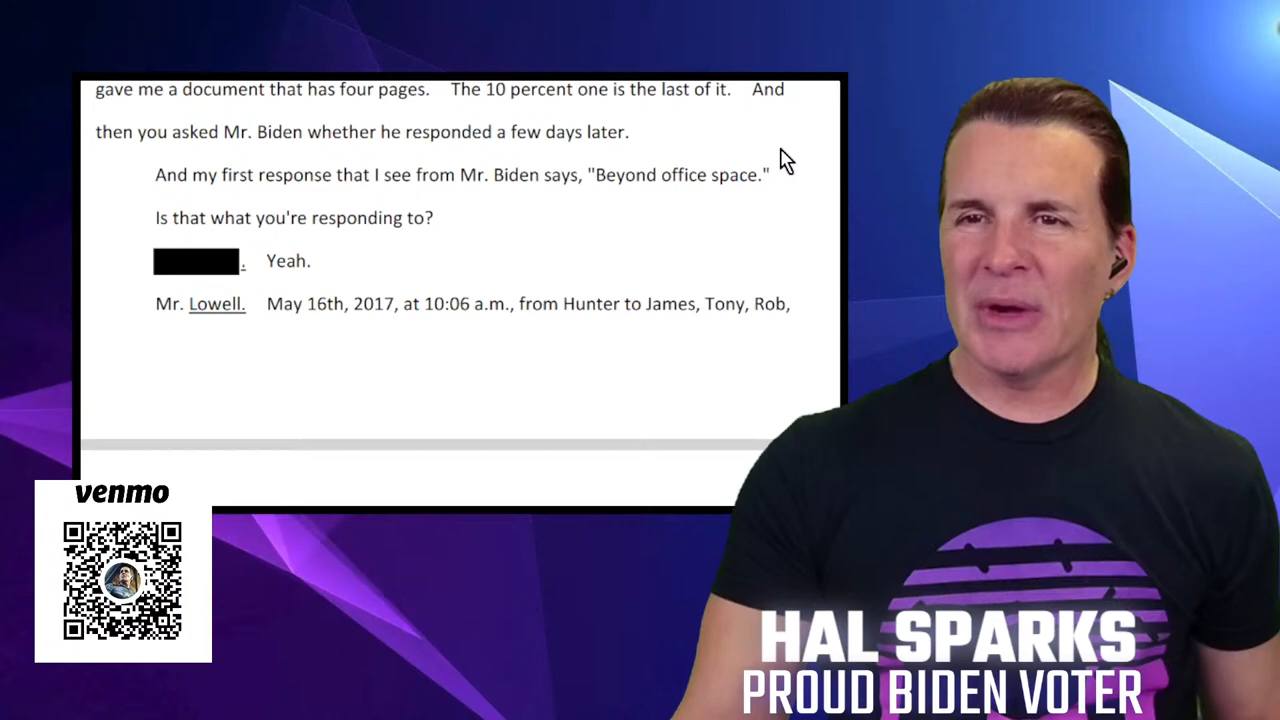 gave me a document that has four pages. The 10 percent one is the last of it. And
then you asked Mr. Biden whether he responded a few days later.
And my first response that I see from Mr. Biden says, "Beyond office space."
Is that what you're responding to?
. Yeah.
Mr. Lowell. May 16th, 2017, at 10:06 a.m., from Hunter to James, Tony, Rob,
venmo
HAL SPARKS
PROUD BIDEN VOTER